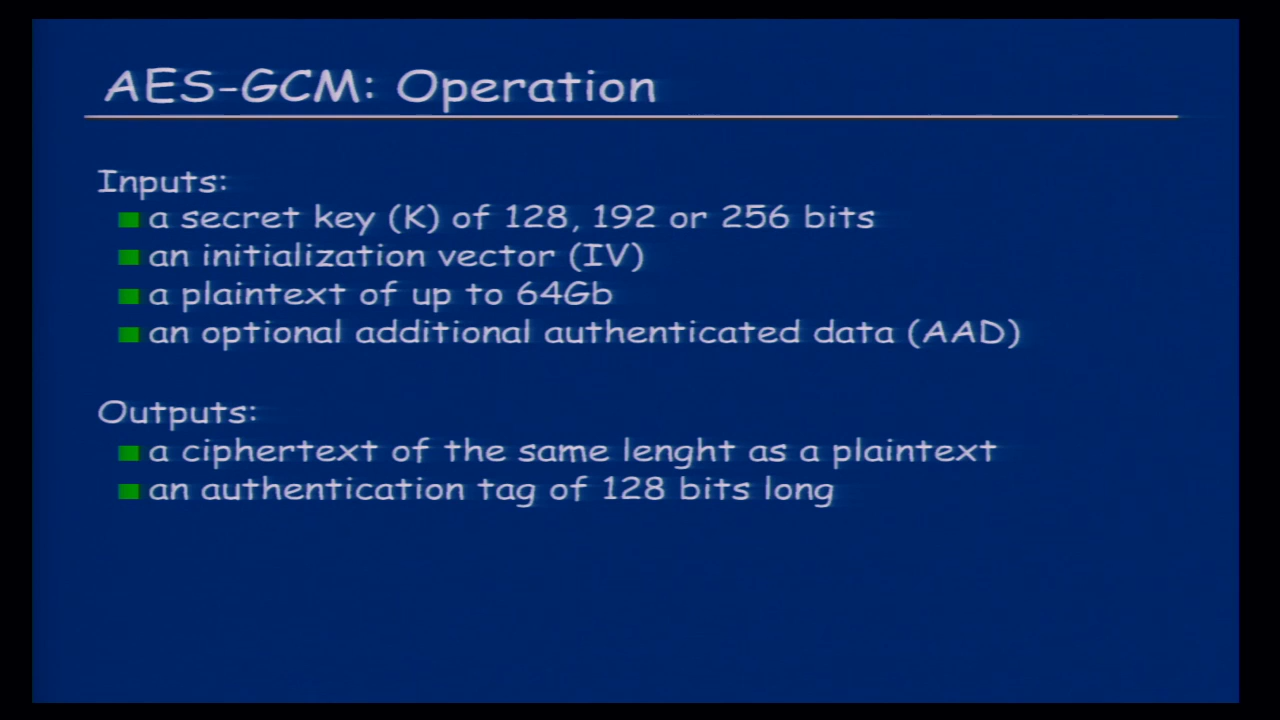 AES-GCM: Operation
Inputs:
a secret key (K) of 128, 192 or 256 bits
an initialization vector (IV)
a plaintext of up to 64Gb
an optional additional authenticated data (AAD)
Outputs:
a ciphertext of the same lenght as a plaintext
an authentication tag of 128 bits long